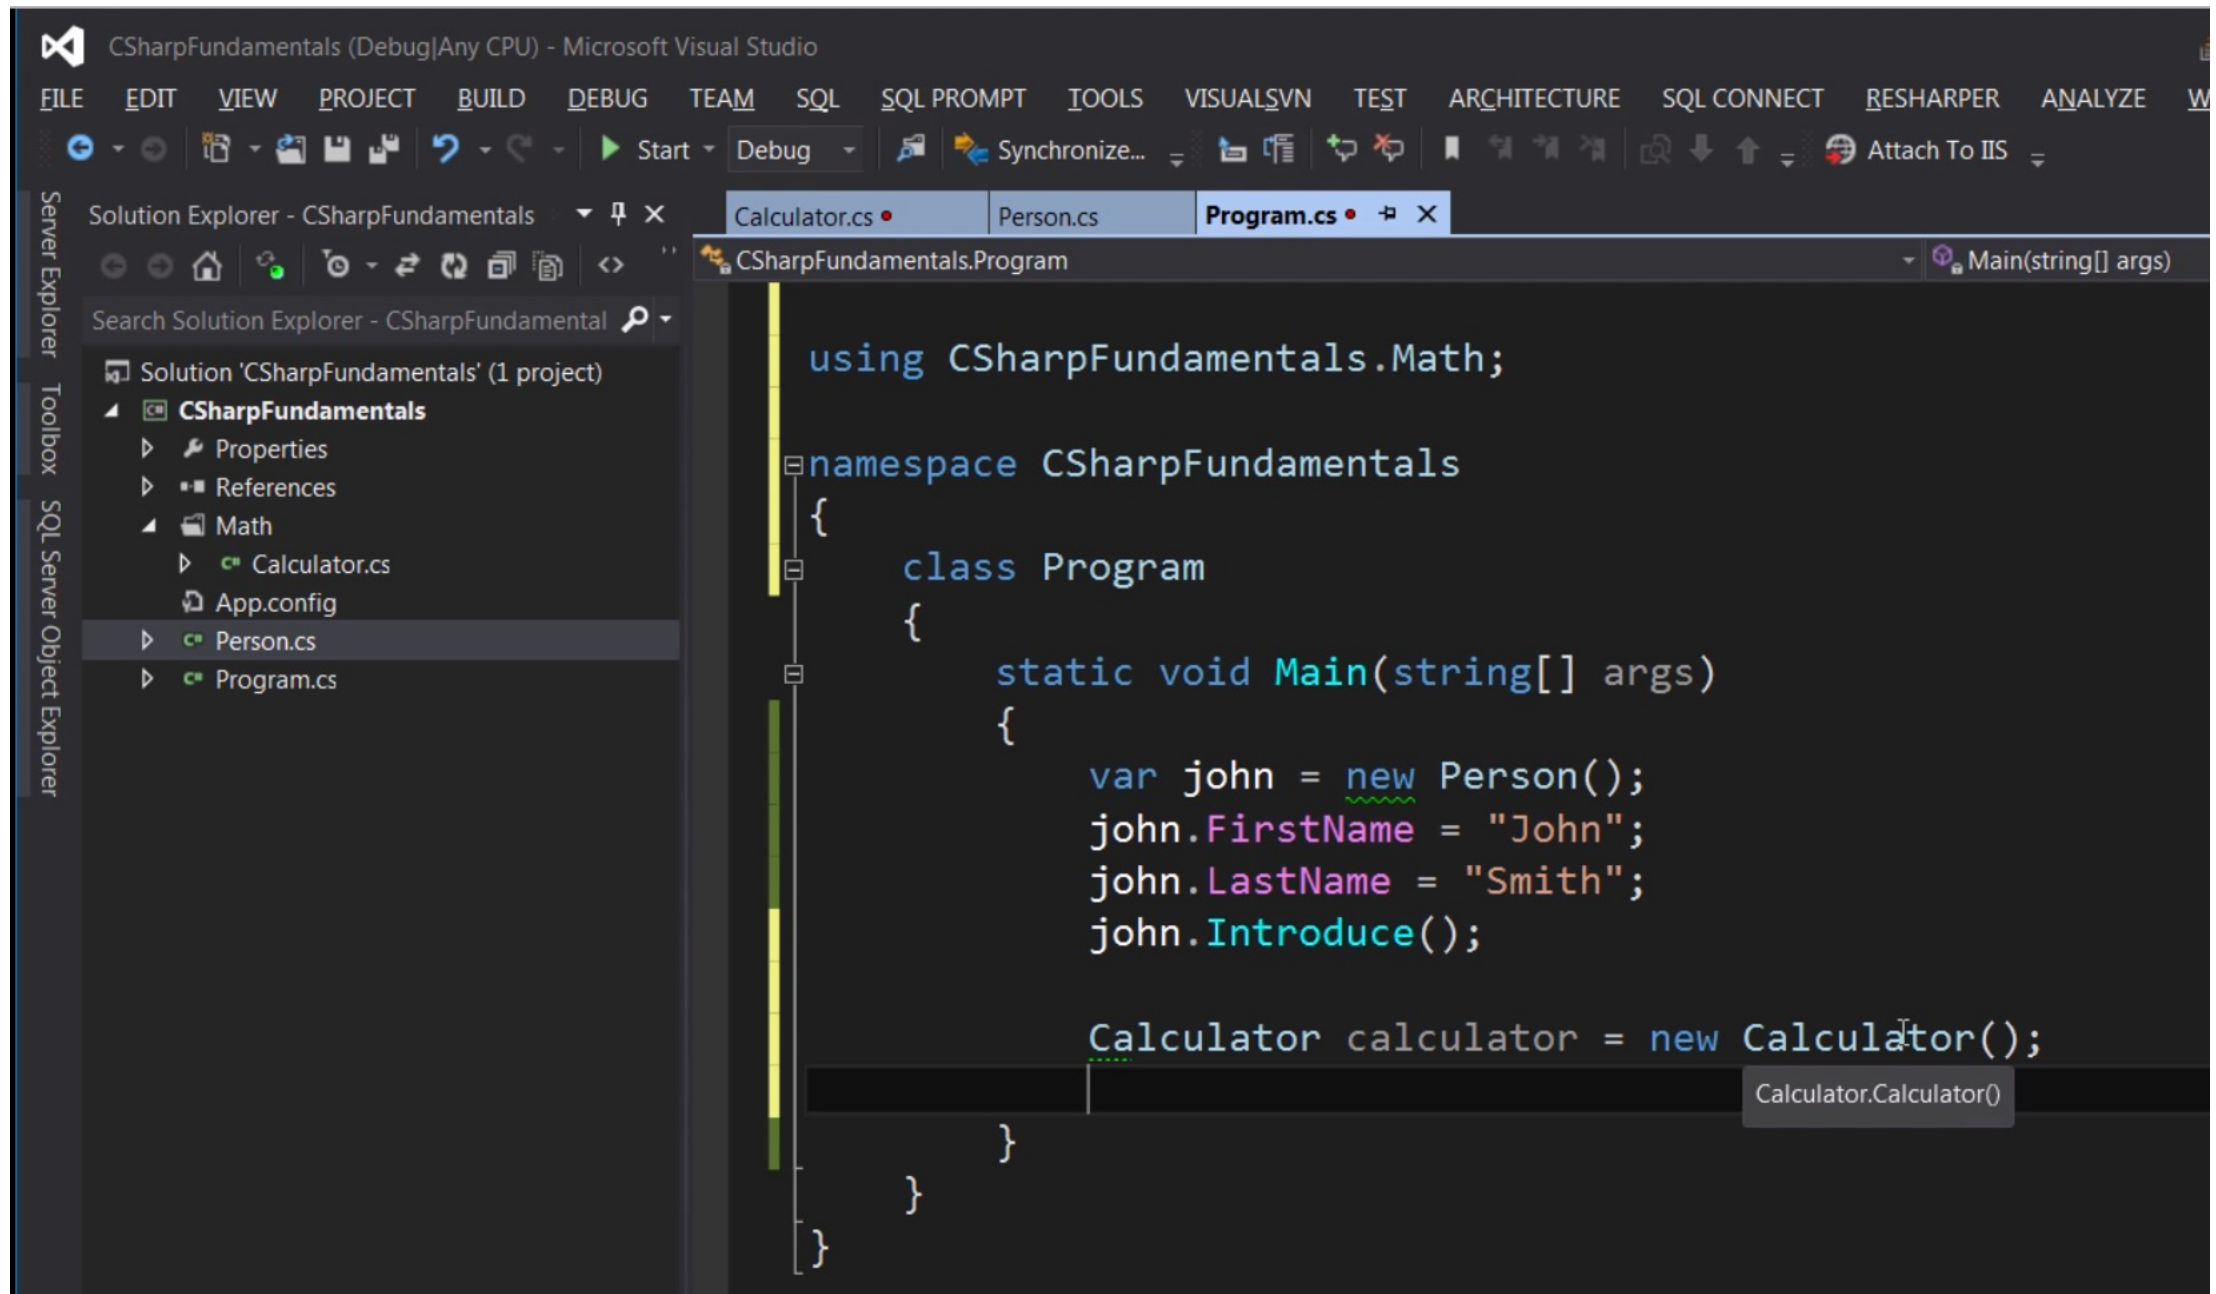 CSharpFundamentals (Debug|Any CPU) - Microsoft Visual Studio
FILE EDIT VIEW PROJECT BUILD DEBUG TEAM SQL SQL PROMPT TOOLS VISUALSVN TEST ARCHITECTURE SQL CONNECT RESHARPER ANALYZE W
Start Debug Synchronize... Attach To IIS
Server Explorer
Toolbox
SQL Server Object Explorer
Solution Explorer - CSharpFundamentals
Search Solution Explorer - CSharpFundamental
Solution 'CSharpFundamentals' (1 project)
CSharpFundamentals
Properties
References
Math
Calculator.cs
App.config
Person.cs
Program.cs
Calculator.cs Person.cs Program.cs
CSharpFundamentals.Program Main(string[] args)
using CSharpFundamentals.Math;
namespace CSharpFundamentals
{
class Program
{
static void Main(string[] args)
{
var john = new Person();
john.FirstName = "John";
john.LastName = "Smith";
john.Introduce();
Calculator calculator = new Calculator();
Calculator.Calculator()
}
}
}